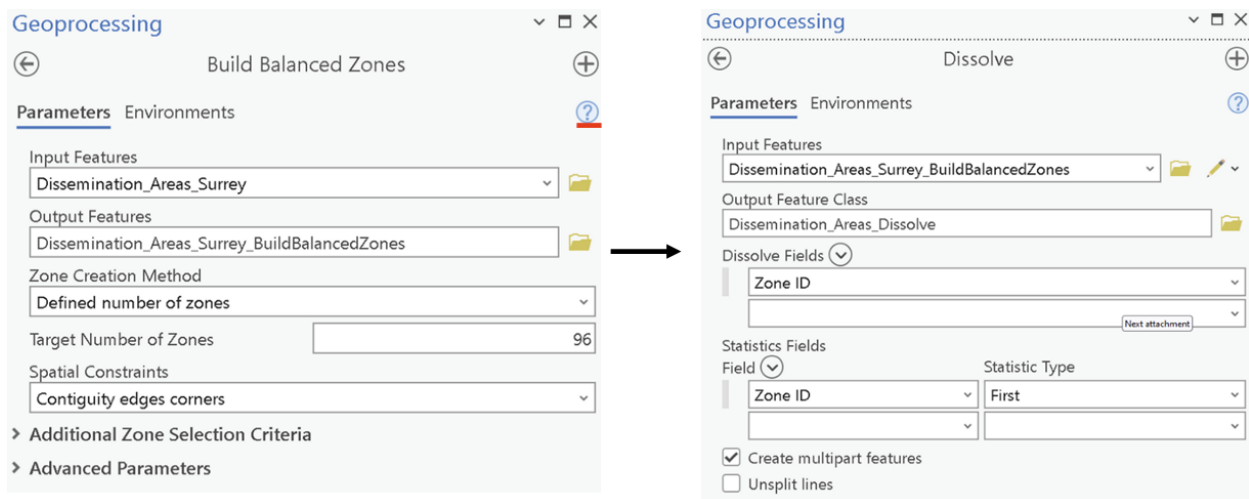 Geoprocessing
Build Balanced Zones
Parameters Environments
Input Features
Dissemination_Areas_Surrey
Output Features
Dissemination_Areas_Surrey_BuildBalancedZones
Zone Creation Method
Defined number of zones
Target Number of Zones 96
Spatial Constraints
Contiguity edges corners
Additional Zone Selection Criteria
Advanced Parameters
Geoprocessing
Dissolve
Parameters Environments
Input Features
Dissemination_Areas_Surrey_BuildBalancedZones
Output Feature Class
Dissemination_Areas_Dissolve
Dissolve Fields
Zone ID
Next attachment
Statistics Fields
Field Statistic Type
Zone ID First
Create multipart features
Unsplit lines